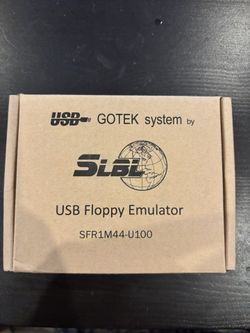 USB GOTEK system by
SLBL
USB Floppy Emulator
SFR1M44-U100